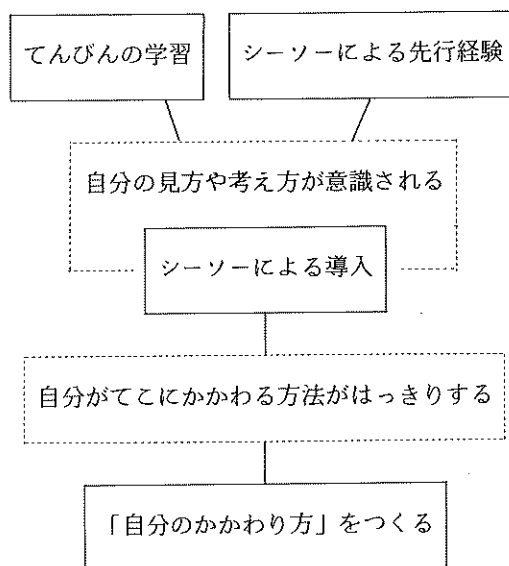 てんびんの学習
シーソーによる先行経験
自分の見方や考え方が意識される
シーソーによる導入
自分がてこにかかわる方法がはっきりする
「自分のかかわり方」をつくる